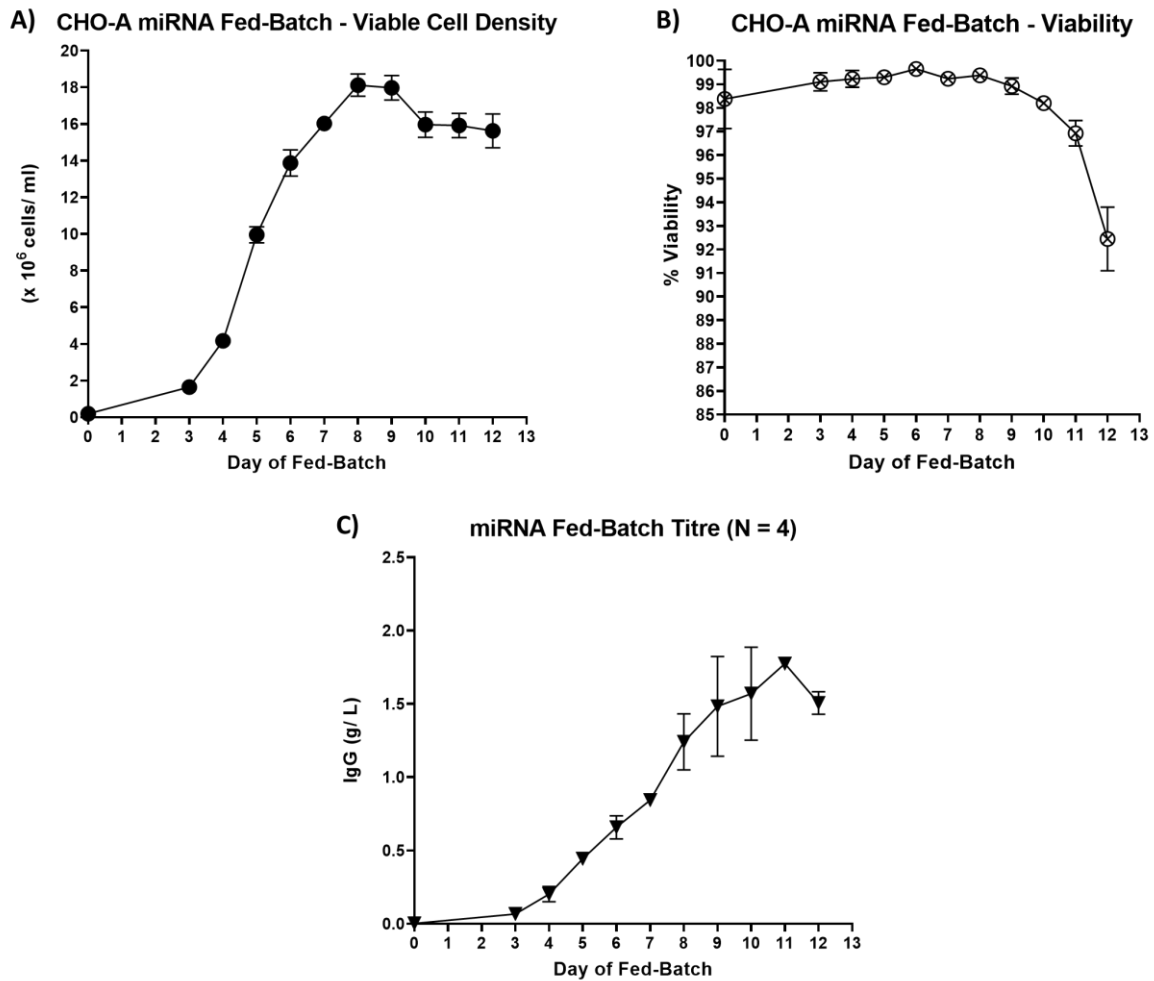 A) CHO-A miRNA Fed-Batch - Viable Cell Density
20
18
16
14
12
10
8
6
4
2
0
(x 10⁶ cells/ ml)
0 1 2 3 4 5 6 7 8 9 10 11 12 13
Day of Fed-Batch
B) CHO-A miRNA Fed-Batch - Viability
100
99
98
97
96
95
94
93
92
91
90
89
88
87
86
85
% Viability
0 1 2 3 4 5 6 7 8 9 10 11 12 13
Day of Fed-Batch
C) miRNA Fed-Batch Titre (N = 4)
2.5
2.0
1.5
1.0
0.5
0.0
IgG (g/ L)
0 1 2 3 4 5 6 7 8 9 10 11 12 13
Day of Fed-Batch